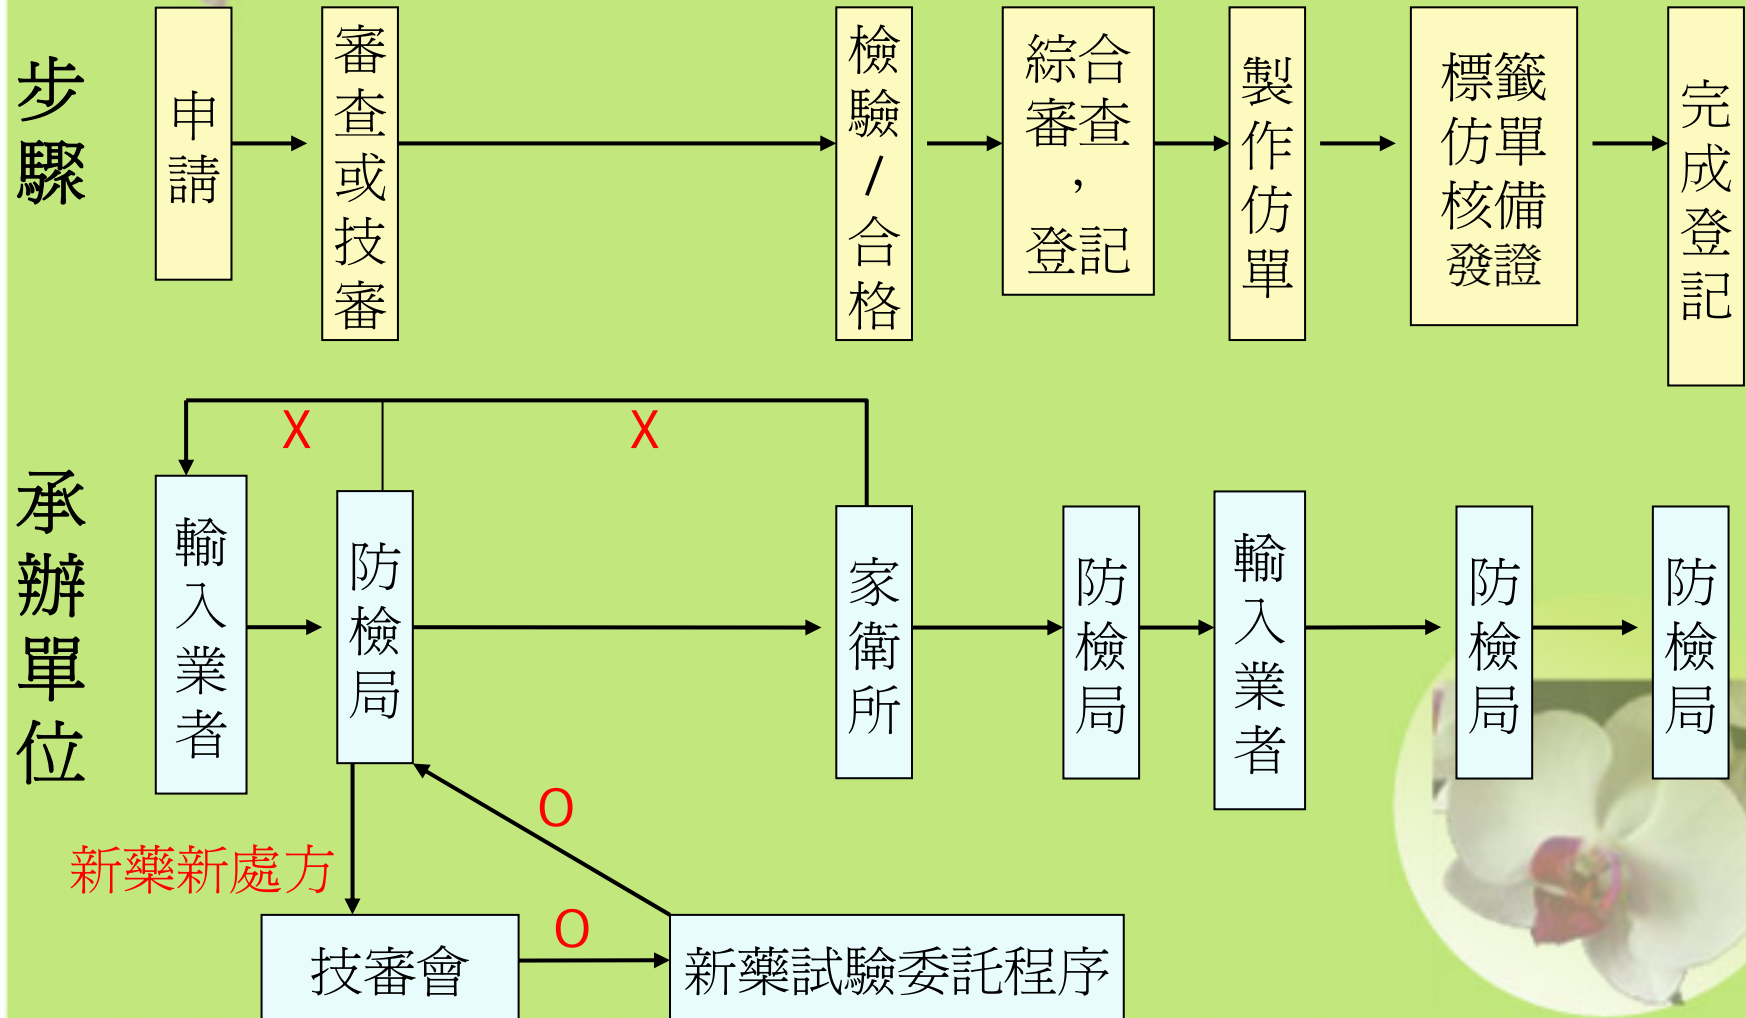 步驟
申請
審查或技審
檢驗/合格
綜合
審查
，
登記
製作仿單
標籤
仿單
核備
發證
完成登記
X
X
承辦單位
輸入業者
防檢局
家衛所
防檢局
輸入業者
防檢局
防檢局
O
新藥新處方
O
技審會
新藥試驗委託程序